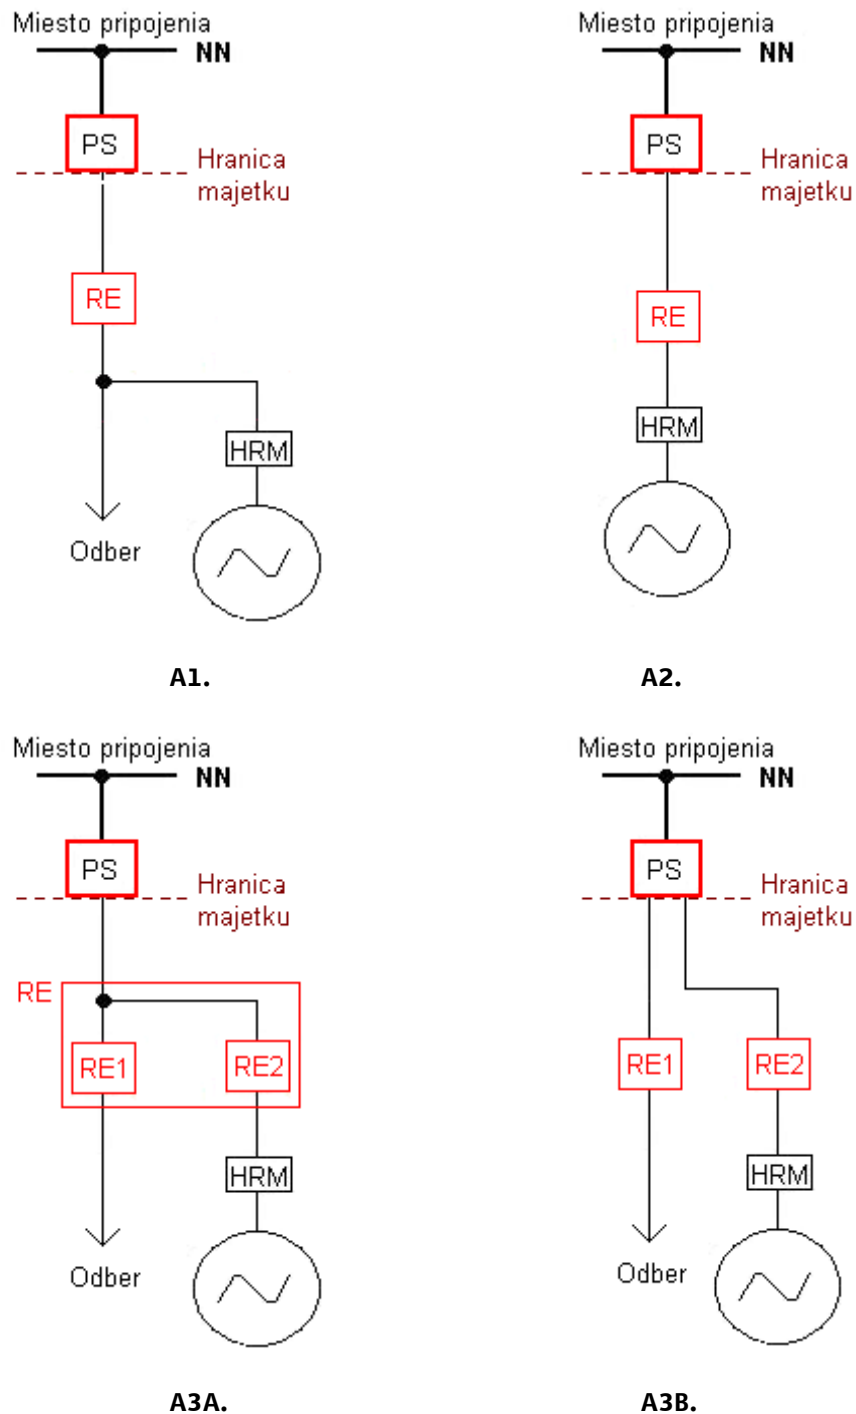 Miesto pripojenia
NN
PS
Hranica
majetku
RE
HRM
Odber
A1.
Miesto pripojenia
NN
PS
Hranica
majetku
RE
HRM
A2.
Miesto pripojenia
NN
PS
Hranica
majetku
RE
RE1
RE2
HRM
Odber
A3A.
Miesto pripojenia
NN
PS
Hranica
majetku
RE1
RE2
HRM
Odber
A3B.